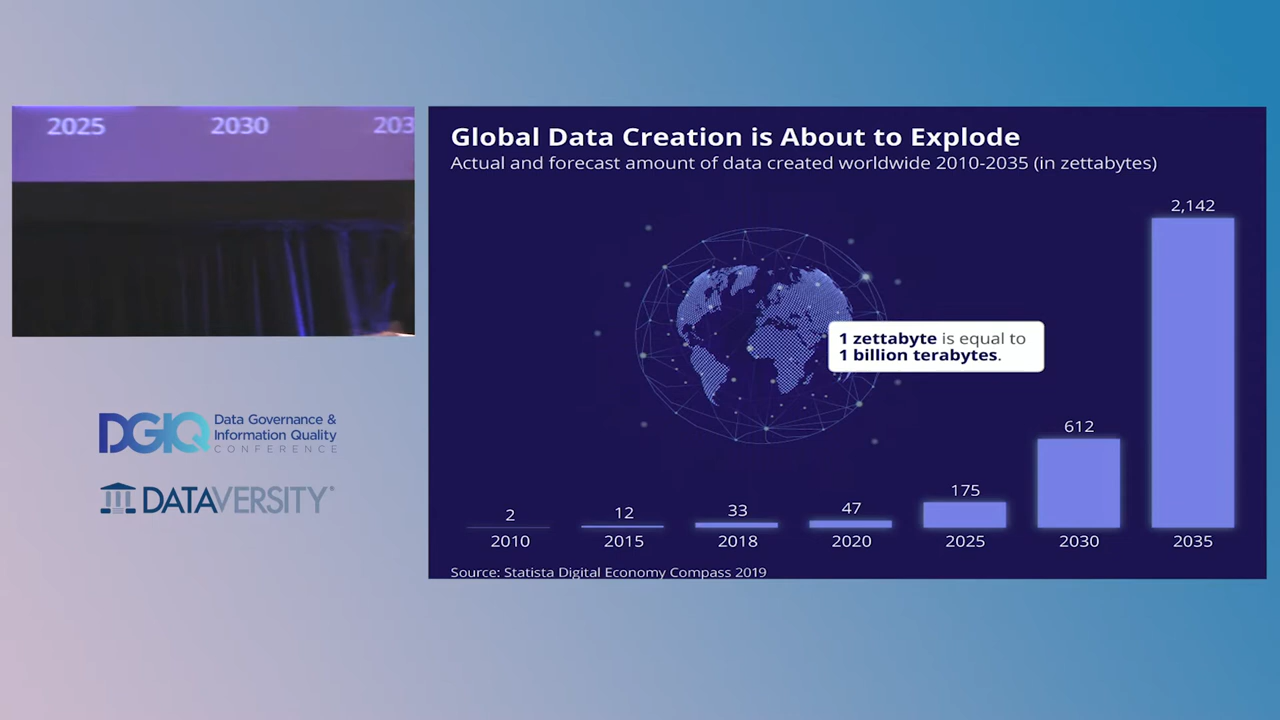 2025 2030 203
DGIQ Data Governance &
Information Quality
CONFERENCE
DATAVERSITY
Global Data Creation is About to Explode
Actual and forecast amount of data created worldwide 2010-2035 (in zettabytes)
2,142
1 zettabyte is equal to
1 billion terabytes.
612
175
2 12 33 47
2010 2015 2018 2020 2025 2030 2035
Source: Statista Digital Economy Compass 2019